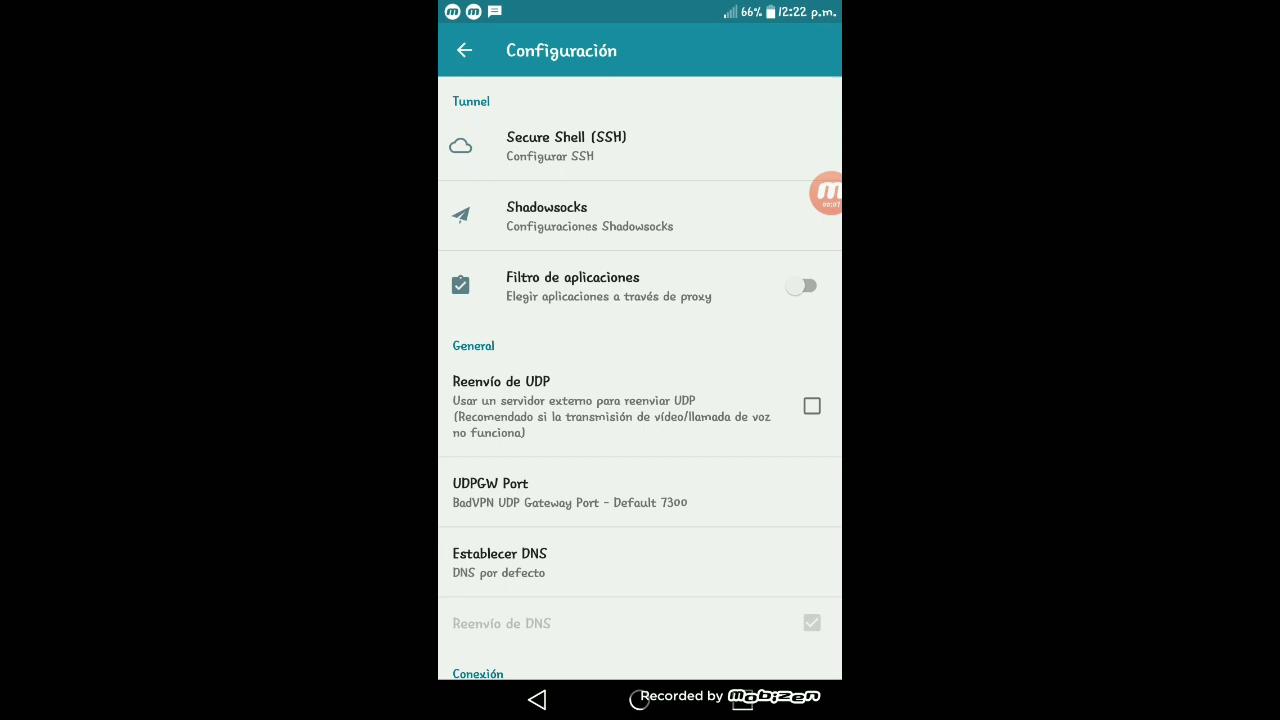 66% 12:22 p.m.
Configuración
Tunnel
Secure Shell (SSH)
Configurar SSH
00:07
Shadowsocks
Configuraciones Shadowsocks
Filtro de aplicaciones
Elegir aplicaciones a través de proxy
General
Reenvío de UDP
Usar un servidor externo para reenviar UDP
(Recomendado si la transmisión de vídeo/llamada de voz
no funciona)
UDPGW Port
BadVPN UDP Gateway Port - Default 7300
Establecer DNS
DNS por defecto
Reenvío de DNS
Conexión
Recorded by mobizen